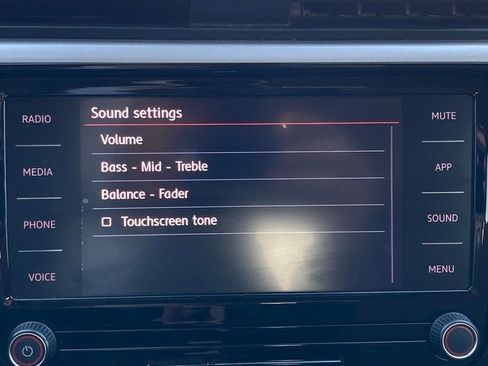 RADIO
MEDIA
PHONE
VOICE
Sound settings
Volume
Bass - Mid - Treble
Balance - Fader
Touchscreen tone
MUTE
APP
SOUND
MENU